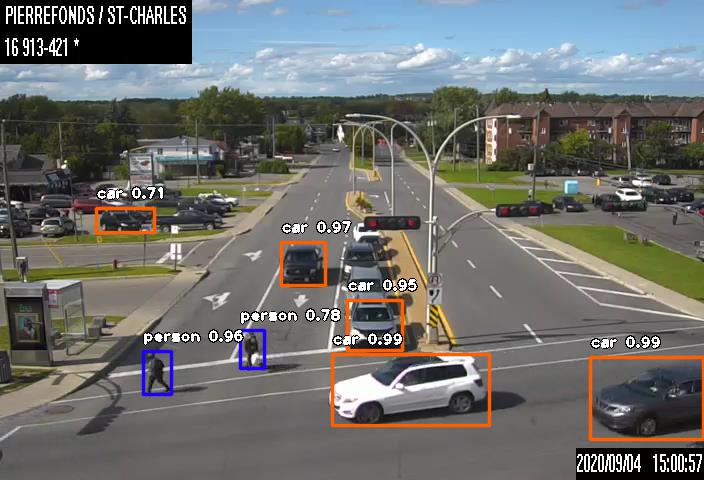 PIERREFONDS / ST-CHARLES
16 913-421 *
car 0.71
car 0.97
car 0.95
person 0.78
person 0.96
car 0.99
car 0.99
2020/09/04 15:00:57